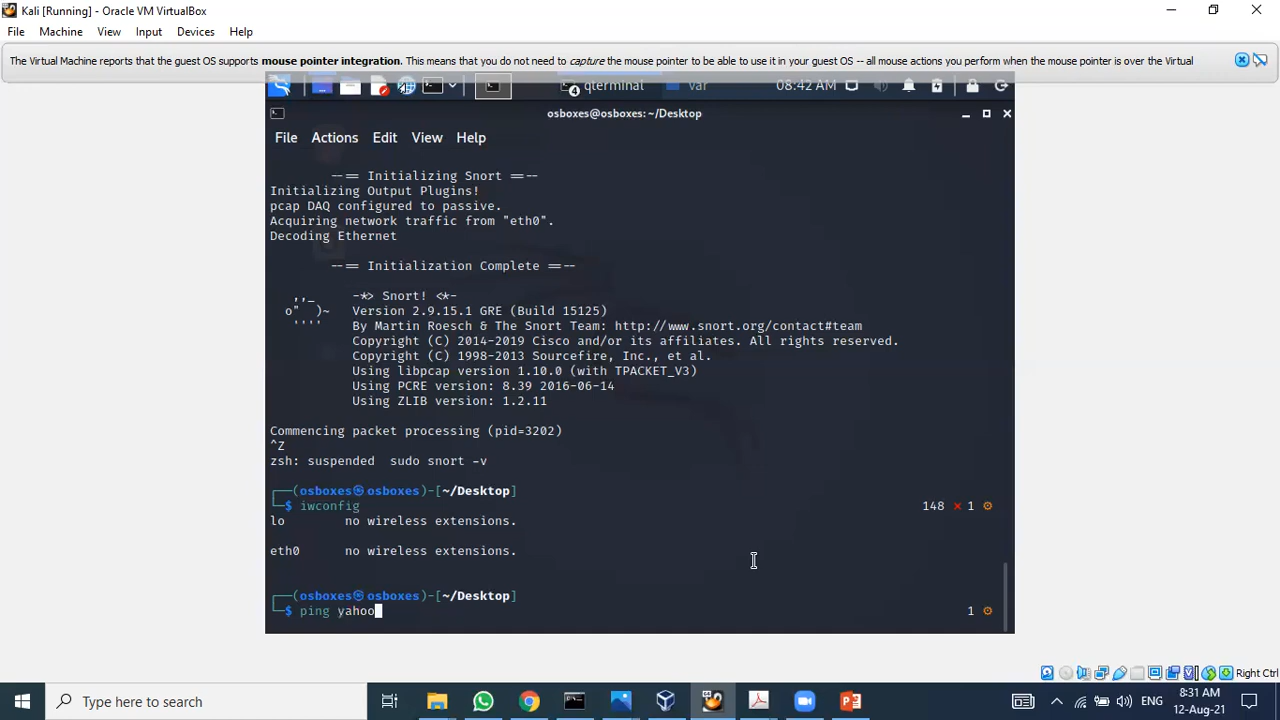 Kali [Running] - Oracle VM VirtualBox
File Machine View Input Devices Help
The Virtual Machine reports that the guest OS supports mouse pointer integration. This means that you do not need to capture the mouse pointer to be able to use it in your guest OS -- all mouse actions you perform when the mouse pointer is over the Virtual
4 qterminal var 08:42 AM
osboxes@osboxes: ~/Desktop
File Actions Edit View Help
--== Initializing Snort ==--
Initializing Output Plugins!
pcap DAQ configured to passive.
Acquiring network traffic from "eth0".
Decoding Ethernet
--== Initialization Complete ==--
,,_ -*> Snort! <*-
o" )~ Version 2.9.15.1 GRE (Build 15125)
'''' By Martin Roesch & The Snort Team: http://www.snort.org/contact#team
Copyright (C) 2014-2019 Cisco and/or its affiliates. All rights reserved.
Copyright (C) 1998-2013 Sourcefire, Inc., et al.
Using libpcap version 1.10.0 (with TPACKET_V3)
Using PCRE version: 8.39 2016-06-14
Using ZLIB version: 1.2.11
Commencing packet processing (pid=3202)
^Z
zsh: suspended sudo snort -v
┌──(osboxes㉿osboxes)-[~/Desktop]
└─$ iwconfig 148 ⨯ 1 ⚙
lo no wireless extensions.
eth0 no wireless extensions.
┌──(osboxes㉿osboxes)-[~/Desktop]
└─$ ping yahoo 1 ⚙
Right Ctrl
Type here to search
ENG
8:31 AM
12-Aug-21